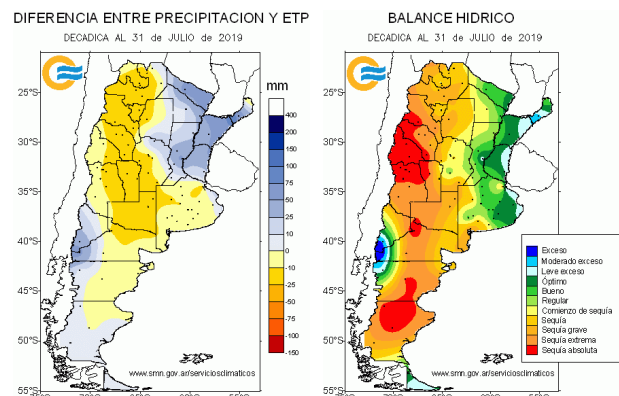 DIFERENCIA ENTRE PRECIPITACION Y ETP
DECADICA AL 31 de JULIO de 2019
mm
400
300
200
150
100
75
50
25
10
0
-10
-25
-50
-75
-100
-150
25°S
30°S
35°S
40°S
45°S
50°S
55°S
www.smn.gov.ar/serviciosclimaticos
BALANCE HIDRICO
DECADICA AL 31 de JULIO de 2019
25°S
30°S
35°S
40°S
45°S
50°S
55°S
Exceso
Moderado exceso
Leve exceso
Óptimo
Bueno
Regular
Comienzo de sequía
Sequía
Sequía grave
Sequía extrema
Sequía absoluta
www.smn.gov.ar/serviciosclimaticos